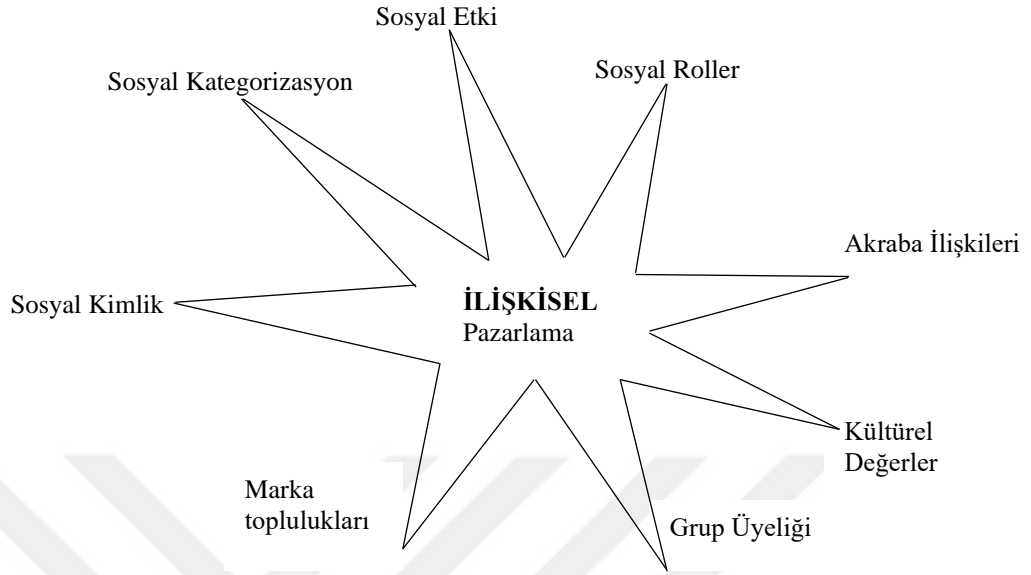 Sosyal Etki
Sosyal Roller
Sosyal Kategorizasyon
Akraba İlişkileri
Sosyal Kimlik
İLİŞKİSEL
Pazarlama
Kültürel
Değerler
Marka
toplulukları
Grup Üyeliği